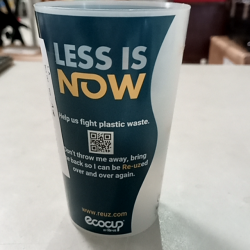 LESS IS
NOW
Help us fight plastic waste.
Don't throw me away, bring
me back so I can be Re-uzed
over and over again.
www.reuz.com
ecocup